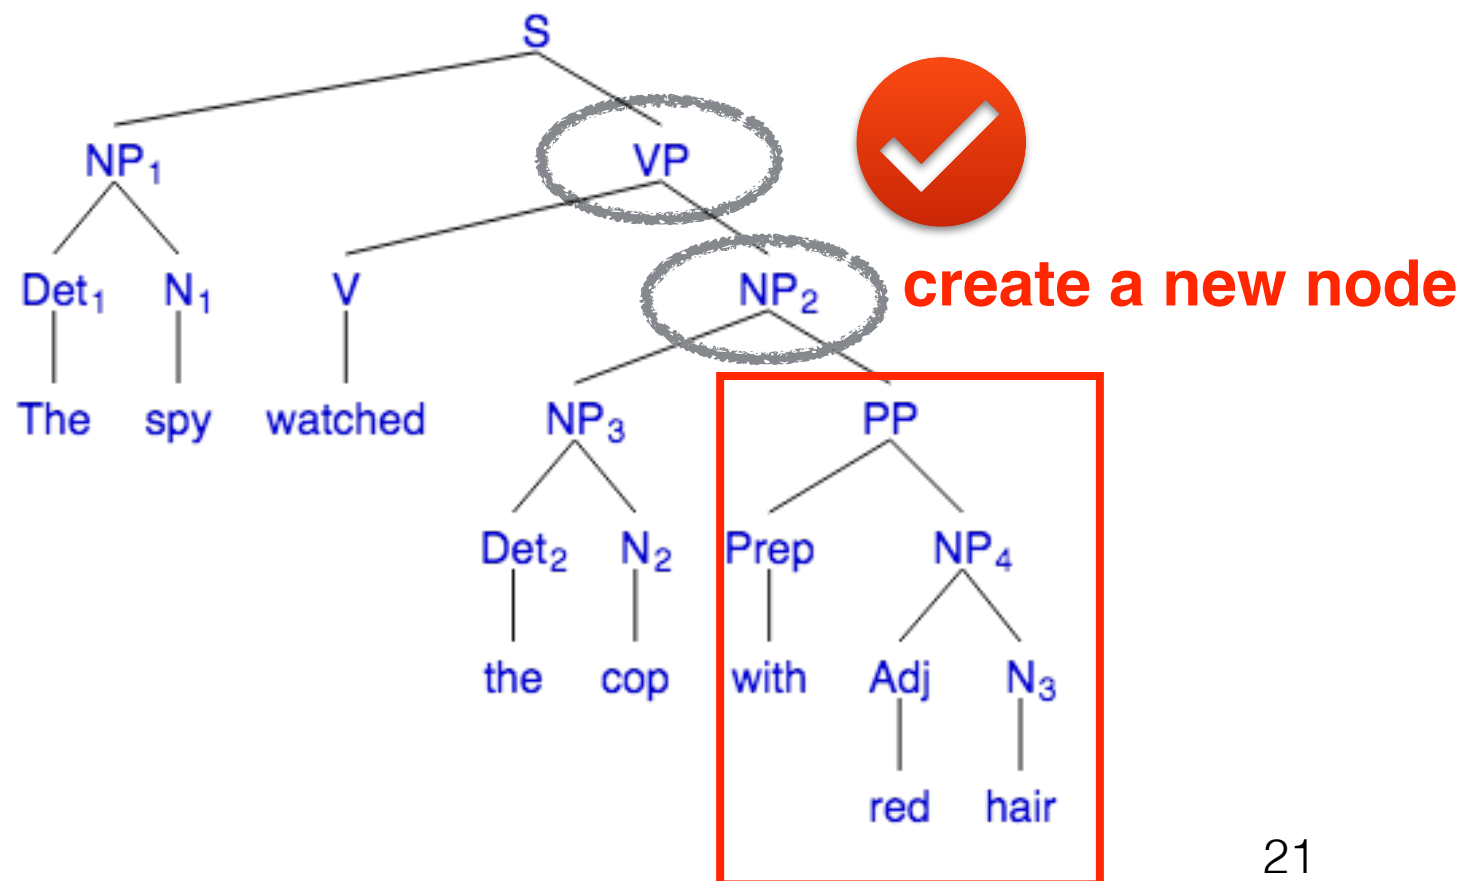 S
NP₁ VP
Det₁ N₁ V NP₂ create a new node
The spy watched NP₃ PP
Det₂ N₂ Prep NP₄
the cop with Adj N₃
red hair
21